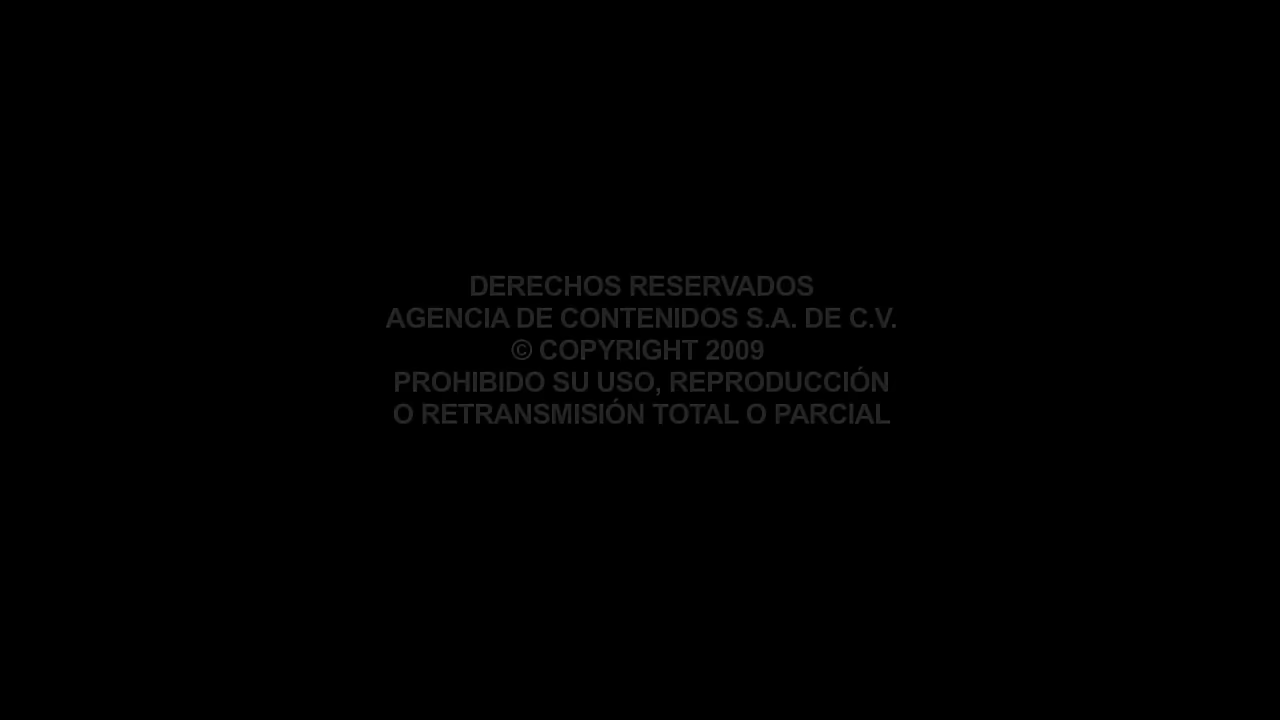 DERECHOS RESERVADOS
AGENCIA DE CONTENIDOS S.A. DE C.V.
© COPYRIGHT 2009
PROHIBIDO SU USO, REPRODUCCIÓN
O RETRANSMISIÓN TOTAL O PARCIAL